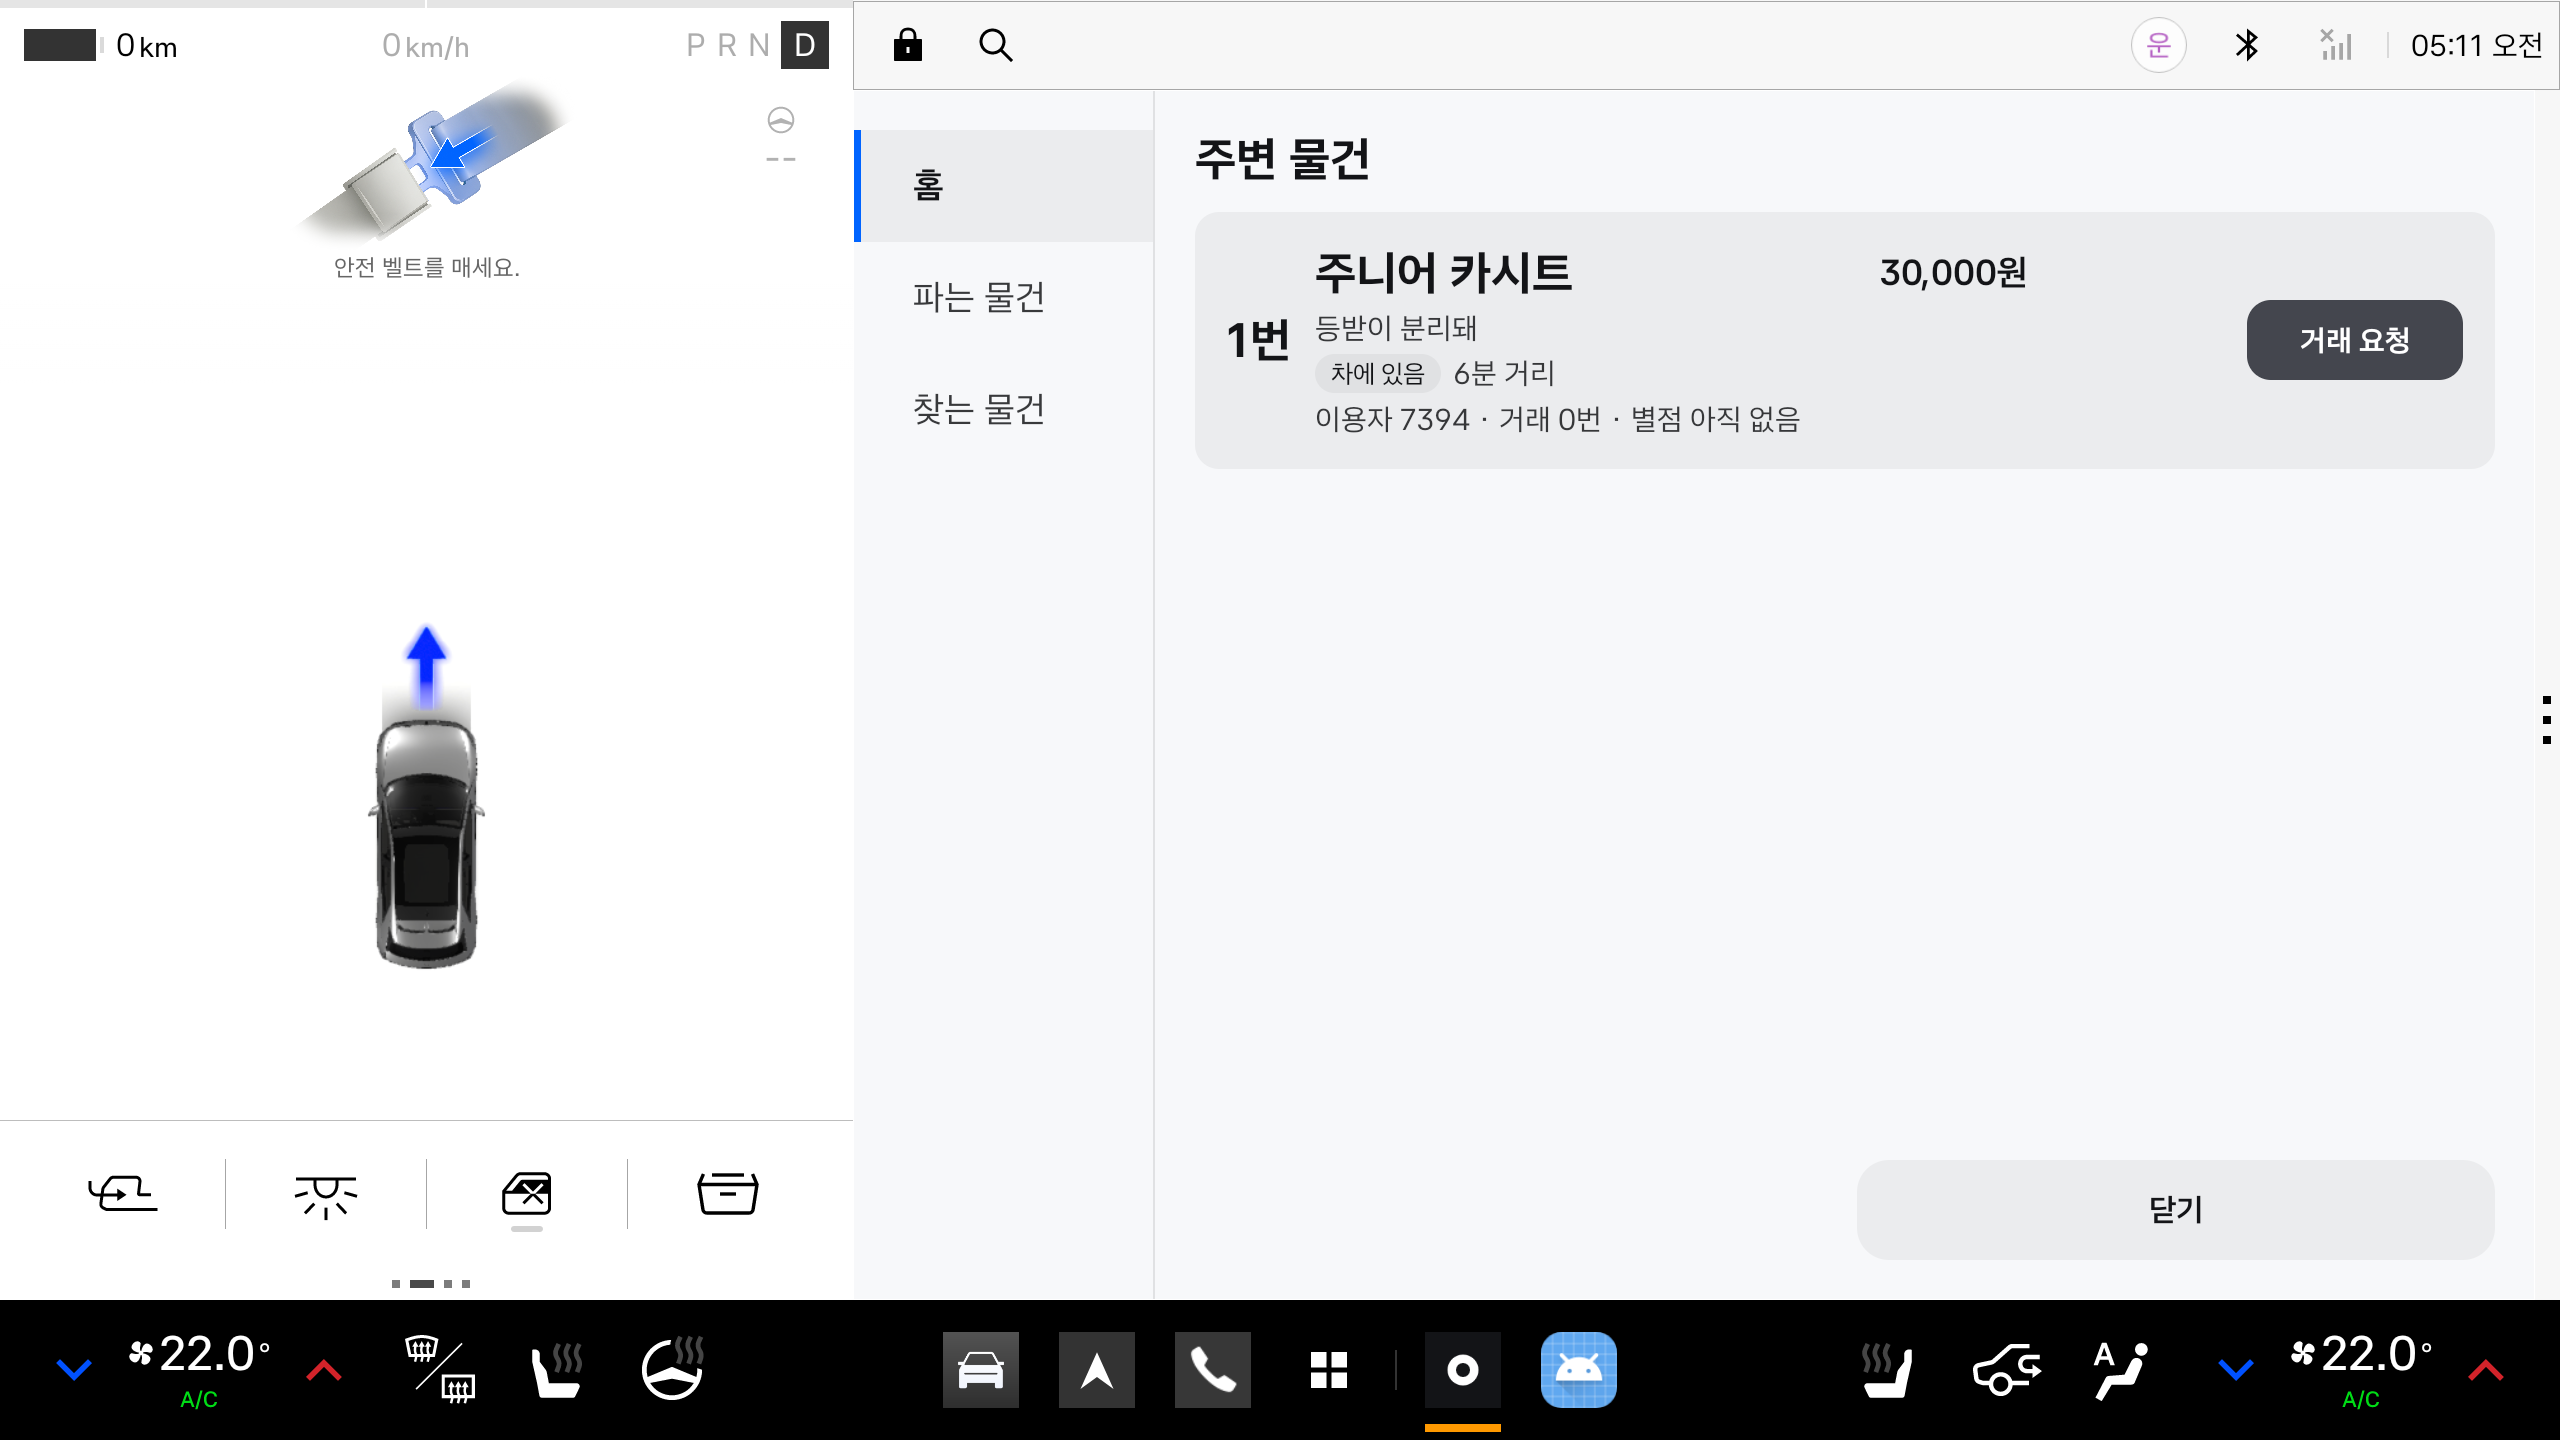 0 km
0 km/h
P R N D
안전 벨트를 매세요.
--
운
05:11 오전
홈
파는 물건
찾는 물건
주변 물건
1번
주니어 카시트
30,000원
등받이 분리돼
차에 있음 6분 거리
이용자 7394 · 거래 0번 · 별점 아직 없음
거래 요청
닫기
22.0°
A/C
A
22.0°
A/C